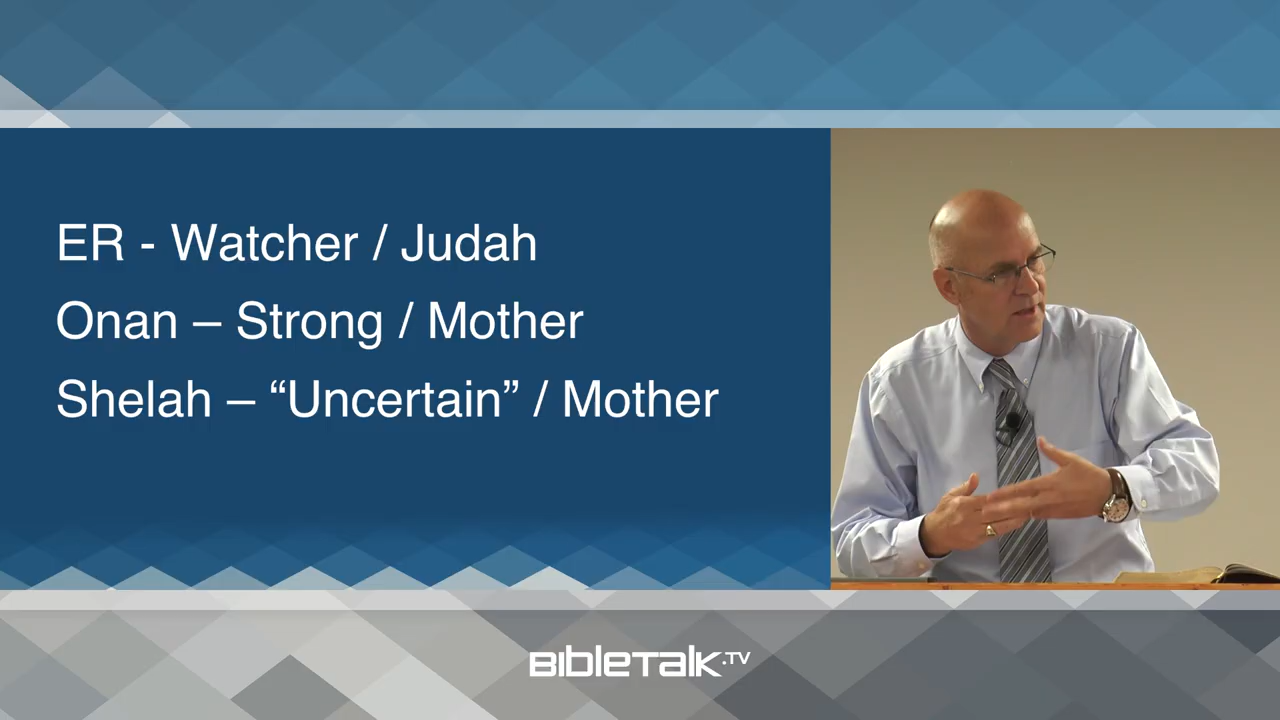 ER - Watcher / Judah
Onan – Strong / Mother
Shelah – “Uncertain” / Mother
BIBLETALK.TV